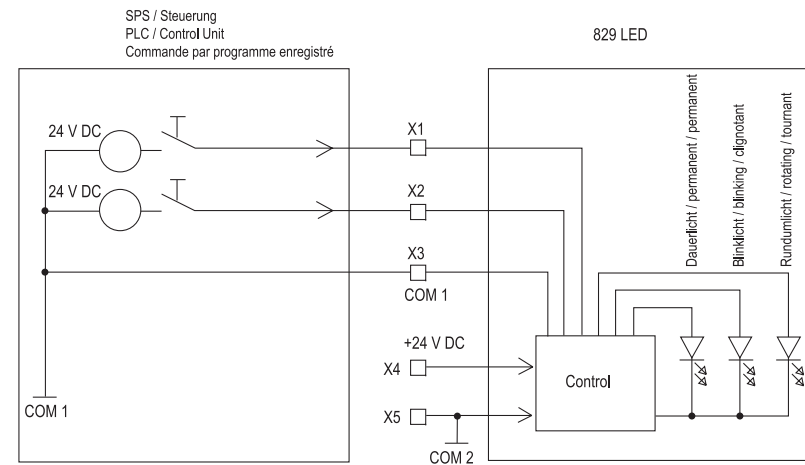 SPS / Steuerung
PLC / Control Unit
Commande par programme enregistré
829 LED
24 V DC
X1
24 V DC
X2
X3
COM 1
+24 V DC
X4
X5
COM 1
COM 2
Control
Dauerlicht / permanent / permanent
Blinklicht / blinking / clignotant
Rundumlicht / rotating / tournant